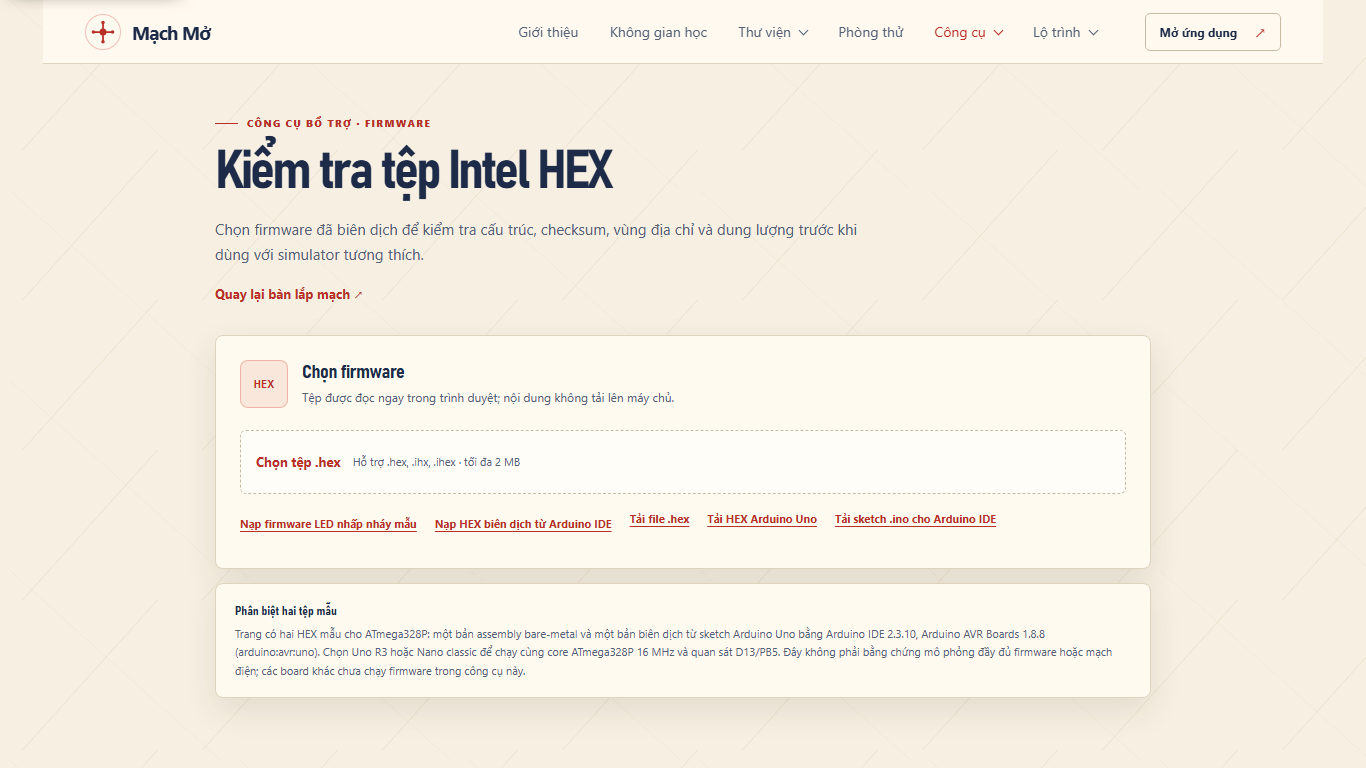 Mạch Mở
Giới thiệu
Không gian học
Thư viện
Phòng thử
Công cụ
Lộ trình
Mở ứng dụng ↗
CÔNG CỤ BỔ TRỢ · FIRMWARE
Kiểm tra tệp Intel HEX
Chọn firmware đã biên dịch để kiểm tra cấu trúc, checksum, vùng địa chỉ và dung lượng trước khi
dùng với simulator tương thích.
Quay lại bàn lắp mạch ↗
HEX
Chọn firmware
Tệp được đọc ngay trong trình duyệt; nội dung không tải lên máy chủ.
Chọn tệp .hex Hỗ trợ .hex, .ihx, .ihex · tối đa 2 MB
Nạp firmware LED nhấp nháy mẫu
Nạp HEX biên dịch từ Arduino IDE
Tải file .hex
Tải HEX Arduino Uno
Tải sketch .ino cho Arduino IDE
Phân biệt hai tệp mẫu
Trang có hai HEX mẫu cho ATmega328P: một bản assembly bare-metal và một bản biên dịch từ sketch Arduino Uno bằng Arduino IDE 2.3.10, Arduino AVR Boards 1.8.8
(arduino:avr:uno). Chọn Uno R3 hoặc Nano classic để chạy cùng core ATmega328P 16 MHz và quan sát D13/PB5. Đây không phải bằng chứng mô phỏng đầy đủ firmware hoặc mạch
điện; các board khác chưa chạy firmware trong công cụ này.